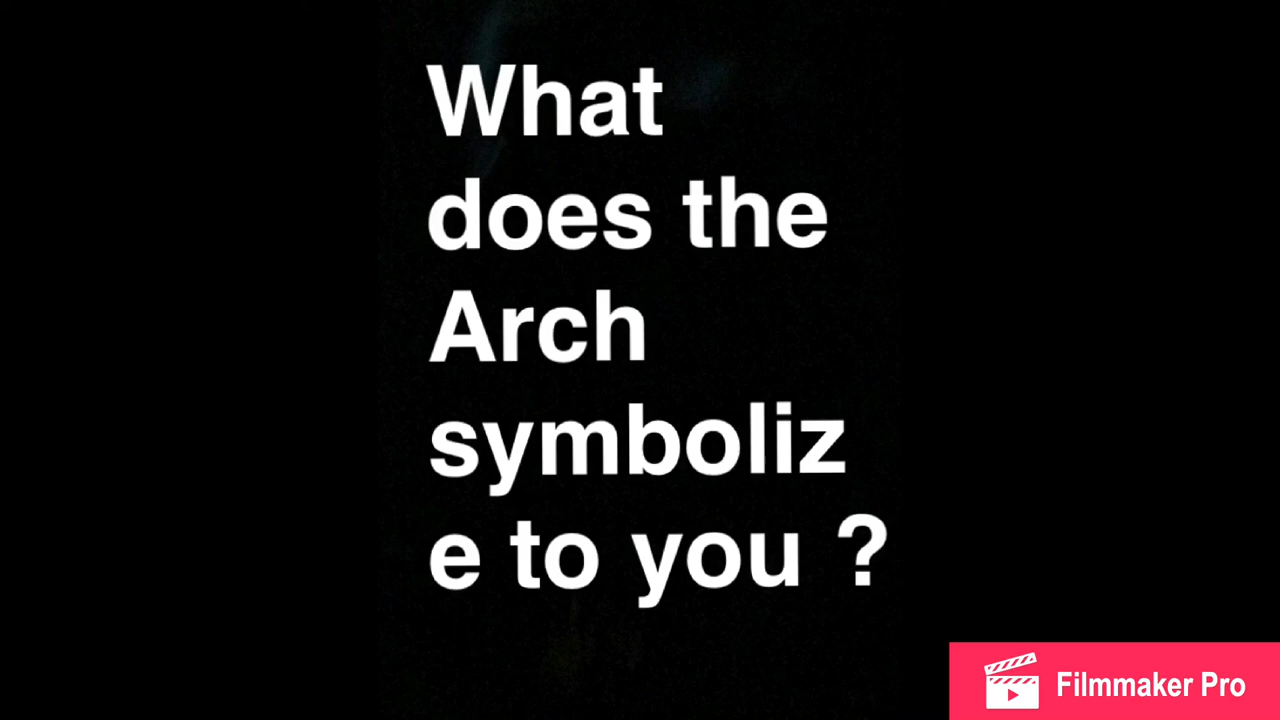 What
does the
Arch
symboliz
e to you ?
Filmmaker Pro